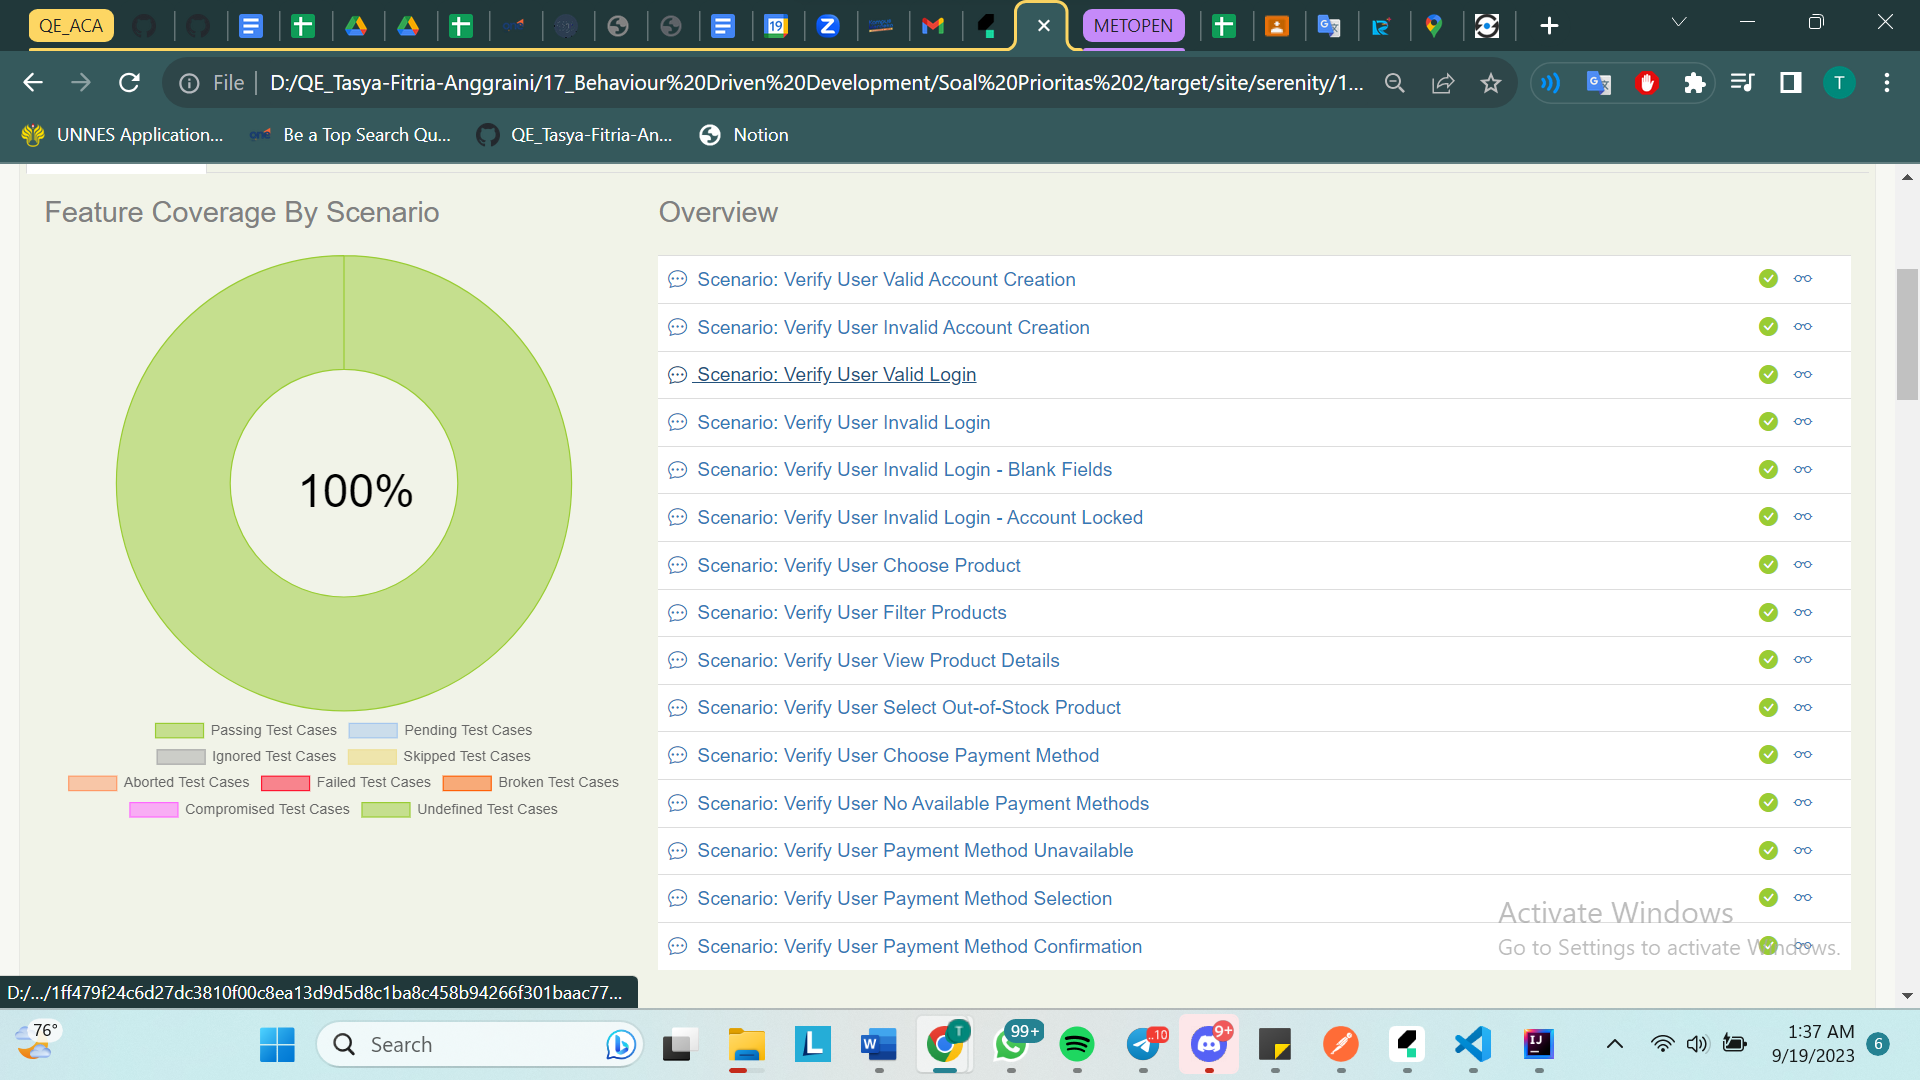 QE_ACA
19
METOPEN
File
D:/QE_Tasya-Fitria-Anggraini/17_Behaviour%20Driven%20Development/Soal%20Prioritas%202/target/site/serenity/1...
T
UNNES Application...
one
Be a Top Search Qu...
QE_Tasya-Fitria-An...
Notion
Feature Coverage By Scenario
100%
Passing Test Cases
Pending Test Cases
Ignored Test Cases
Skipped Test Cases
Aborted Test Cases
Failed Test Cases
Broken Test Cases
Compromised Test Cases
Undefined Test Cases
Overview
Scenario: Verify User Valid Account Creation
Scenario: Verify User Invalid Account Creation
Scenario: Verify User Valid Login
Scenario: Verify User Invalid Login
Scenario: Verify User Invalid Login - Blank Fields
Scenario: Verify User Invalid Login - Account Locked
Scenario: Verify User Choose Product
Scenario: Verify User Filter Products
Scenario: Verify User View Product Details
Scenario: Verify User Select Out-of-Stock Product
Scenario: Verify User Choose Payment Method
Scenario: Verify User No Available Payment Methods
Scenario: Verify User Payment Method Unavailable
Scenario: Verify User Payment Method Selection
Scenario: Verify User Payment Method Confirmation
Activate Windows
Go to Settings to activate Windows.
D:/.../1ff479f24c6d27dc3810f00c8ea13d9d5d8c1ba8c458b94266f301baac77...
76°
Search
L
W
T
99+
..10
9+
IJ
1:37 AM
9/19/2023
6